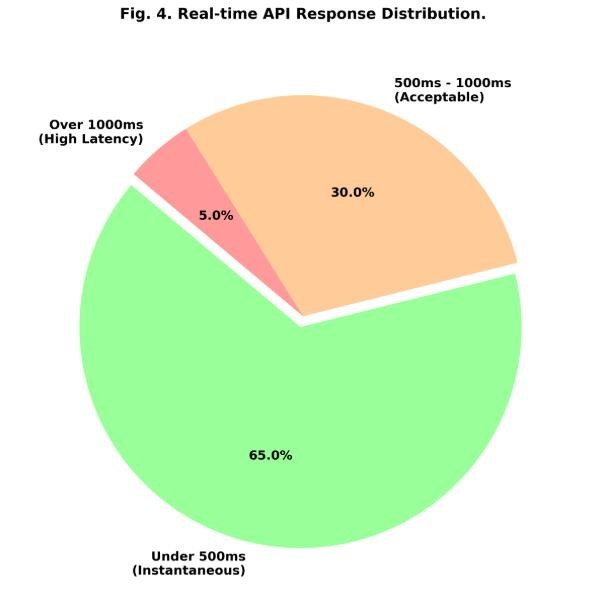 Fig. 4. Real-time API Response Distribution.
500ms - 1000ms
(Acceptable)
Over 1000ms
(High Latency)
30.0%
5.0%
65.0%
Under 500ms
(Instantaneous)